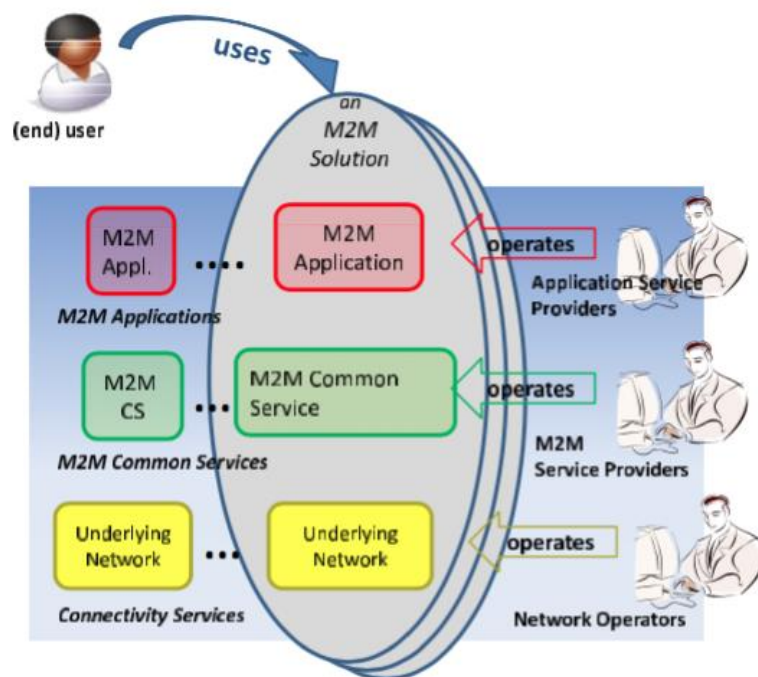 uses
(end) user
an
M2M
Solution
M2M
Appl.
....
M2M
Application
operates
Application Service
Providers
M2M Applications
M2M
CS
...
M2M Common
Service
operates
M2M
Service Providers
M2M Common Services
Underlying
Network
...
Underlying
Network
operates
Connectivity Services
Network Operators